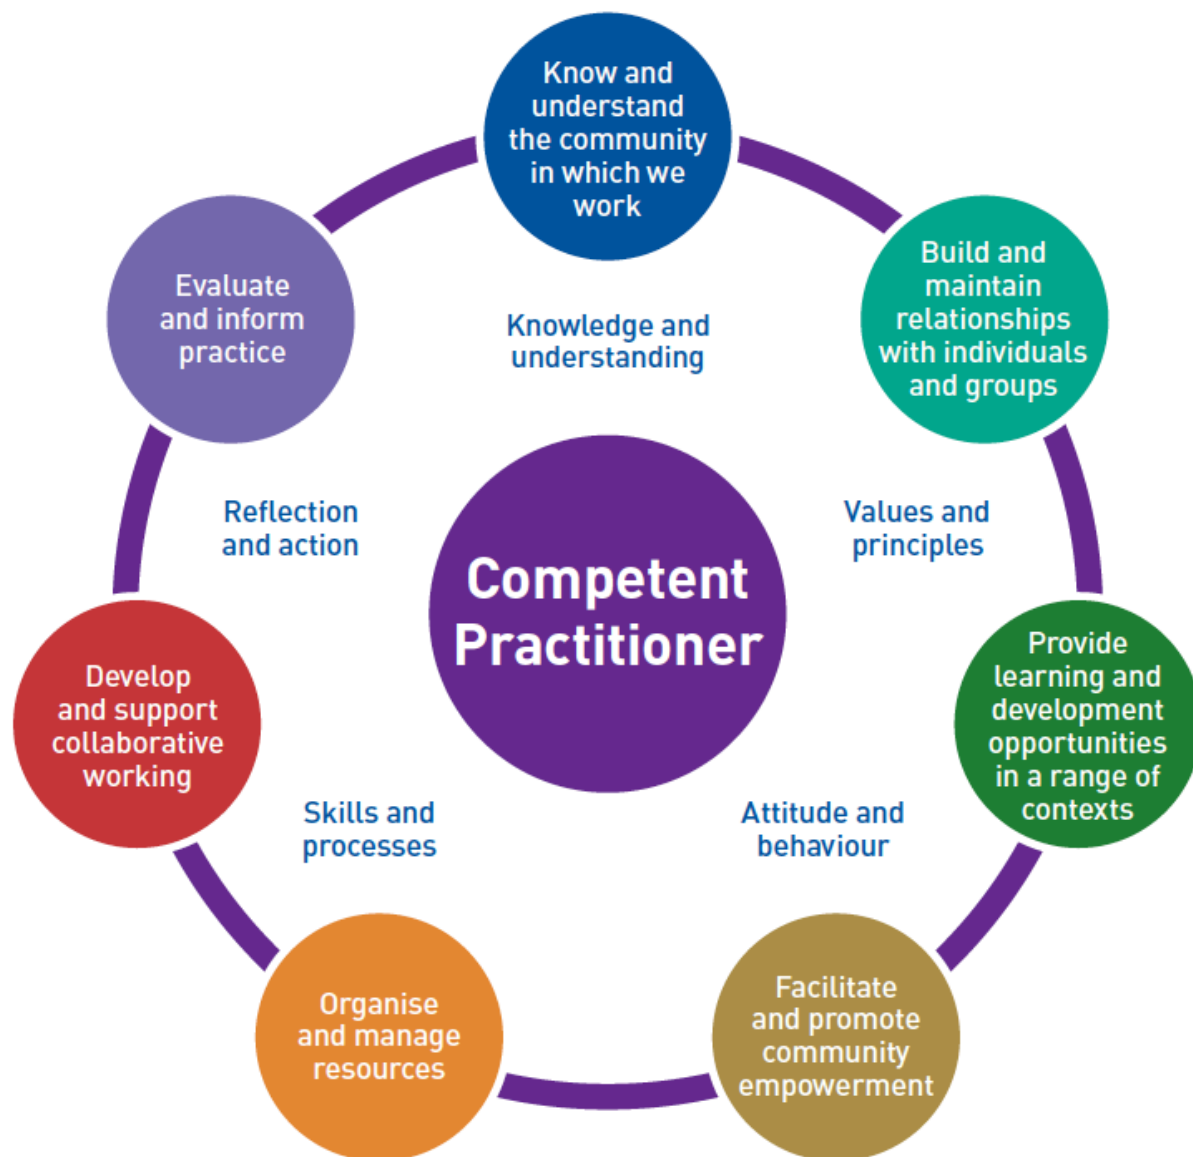 Know and
understand
the community
in which we
work
Build and
maintain
relationships
with individuals
and groups
Provide
learning and
development
opportunities
in a range of
contexts
Facilitate
and promote
community
empowerment
Organise
and manage
resources
Develop
and support
collaborative
working
Evaluate
and inform
practice
Knowledge and
understanding
Values and
principles
Attitude and
behaviour
Skills and
processes
Reflection
and action
Competent
Practitioner